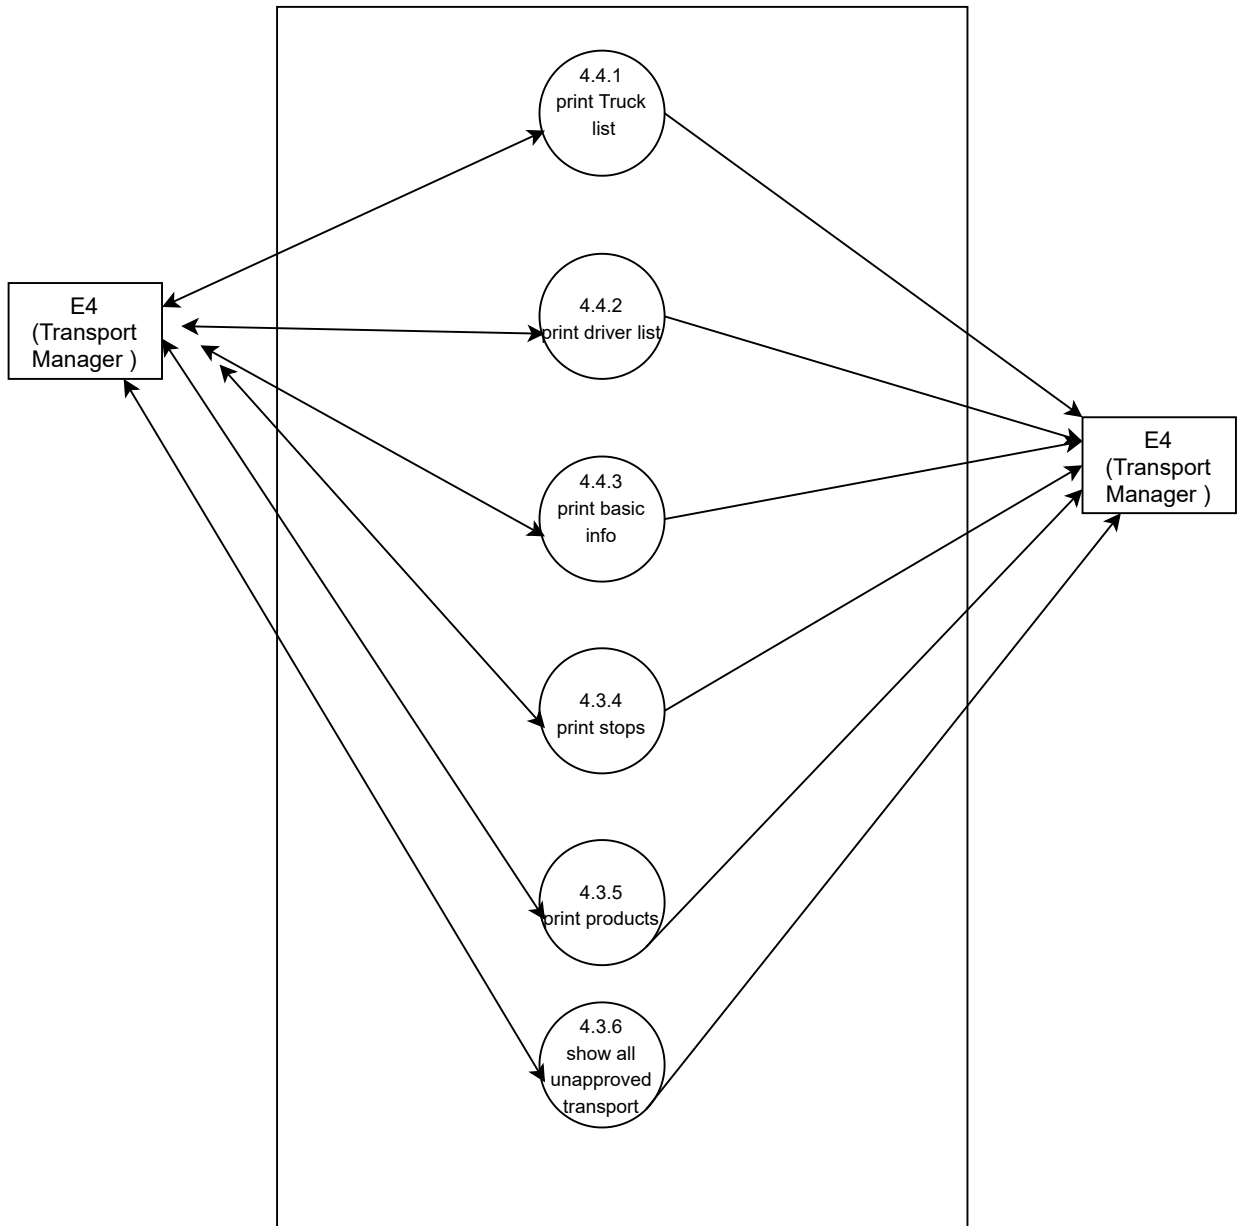 4.4.1
print Truck
list
E4
(Transport
Manager )
4.4.2
print driver list
E4
(Transport
Manager )
4.4.3
print basic
info
4.3.4
print stops
4.3.5
print products
4.3.6
show all
unapproved
transport